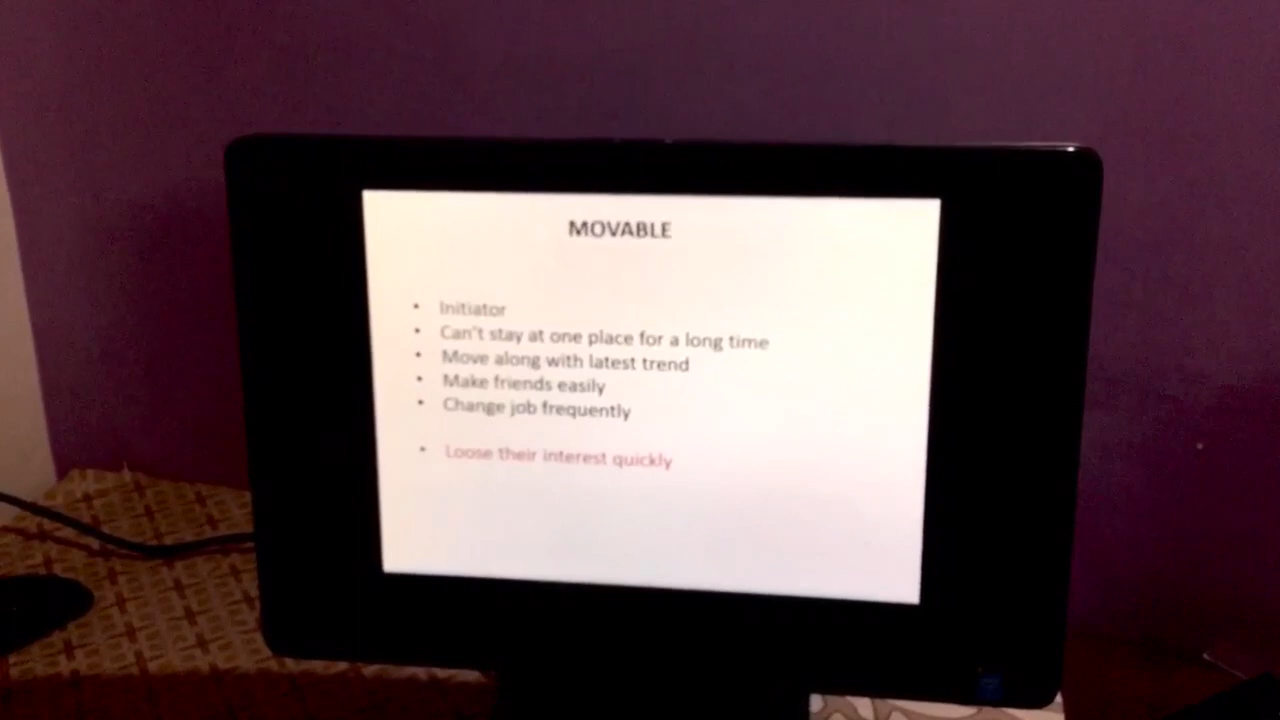 MOVABLE
• Initiator
• Can't stay at one place for a long time
• Move along with latest trend
• Make friends easily
• Change job frequently
• Loose their interest quickly